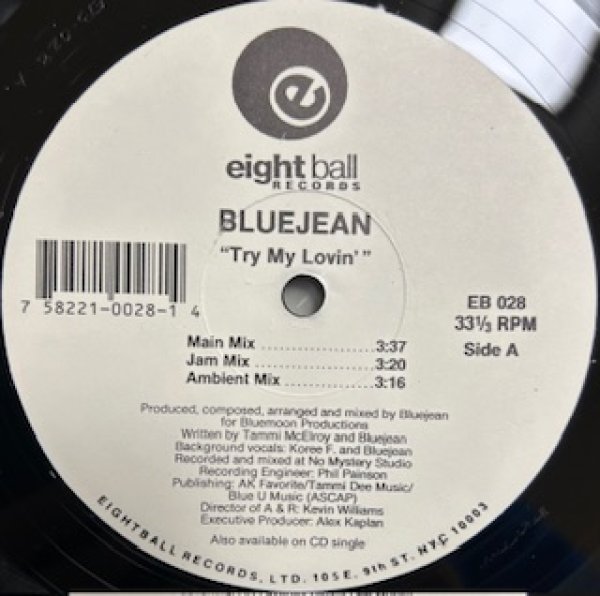 e
eight ball
RECORDS
BLUEJEAN
"Try My Lovin'"
7 58221-0028-1 4
EB 028
33⅓ RPM
Side A
Main Mix ........................3:37
Jam Mix ........................3:20
Ambient Mix ..................3:16
Produced, composed, arranged and mixed by Bluejean
for Bluemoon Productions
Written by Tammi McElroy and Bluejean
Background vocals: Koree F. and Bluejean
Recorded and mixed at No Mystery Studio
Recording Engineer: Phil Painson
Publishing: AK Favorite/Tammi Dee Music/
Blue U Music (ASCAP)
Director of A & R: Kevin Williams
Executive Producer: Alex Kaplan
Also available on CD single
EIGHTBALL RECORDS, LTD. 105 E. 9th ST. NYC 10003